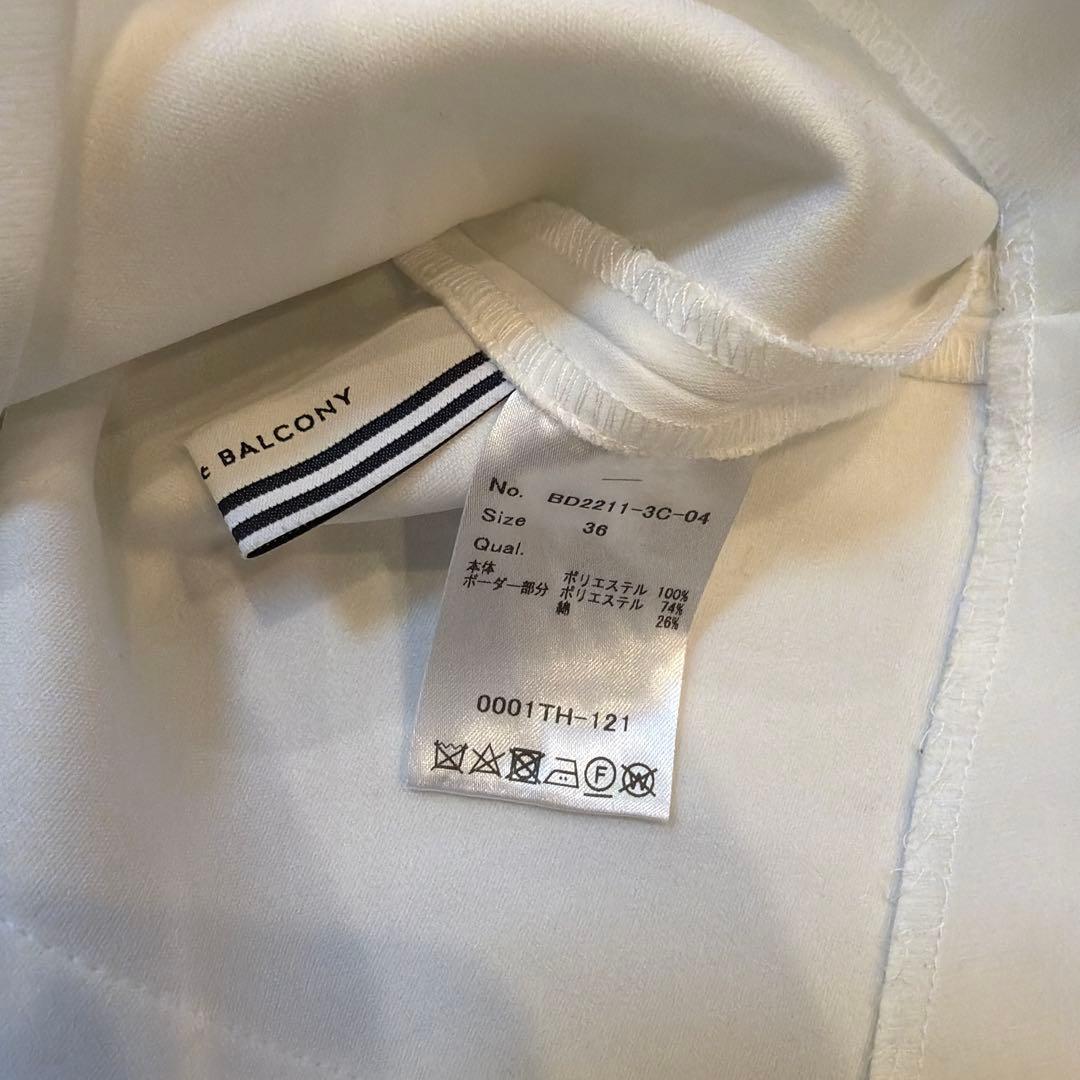 BALCONY
No. BD2211-3C-04
Size 36
Qual.
本体 ポリエステル 100%
ボーダー部分 ポリエステル 74%
綿 26%
0001TH-121
F
W